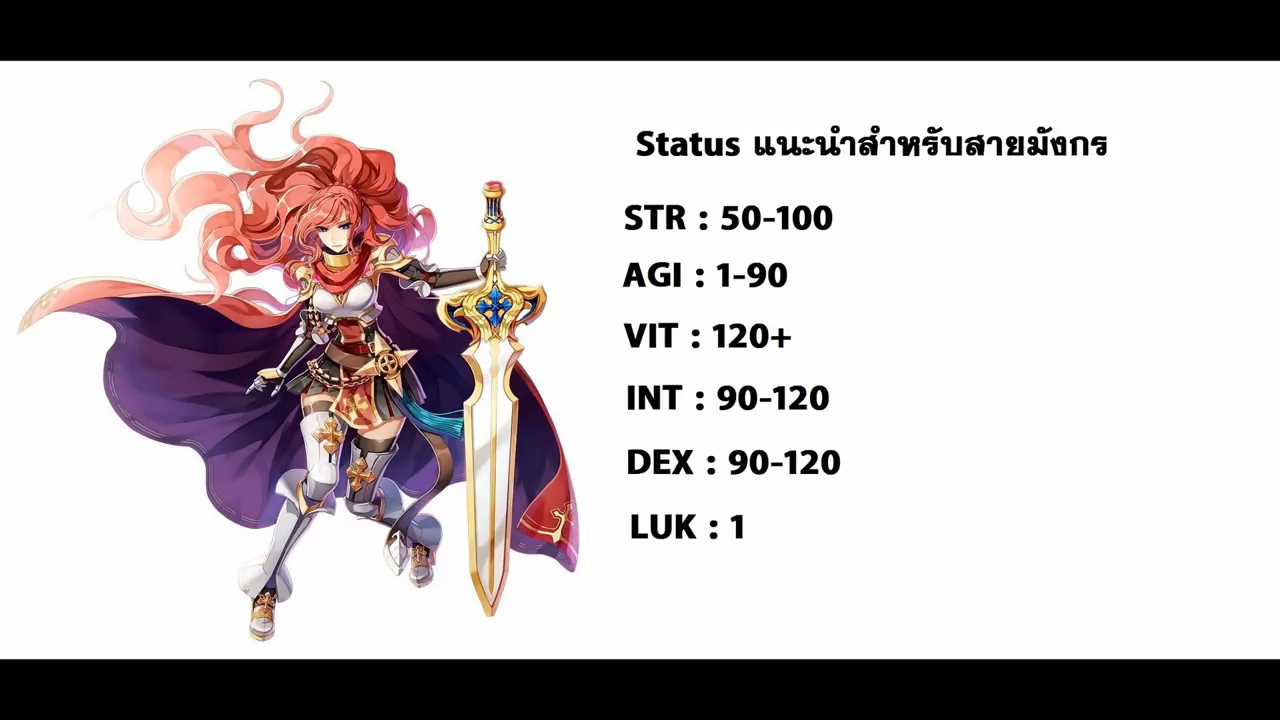 Status แนะนำสำหรับสายมังกร
STR : 50-100
AGI : 1-90
VIT : 120+
INT : 90-120
DEX : 90-120
LUK : 1